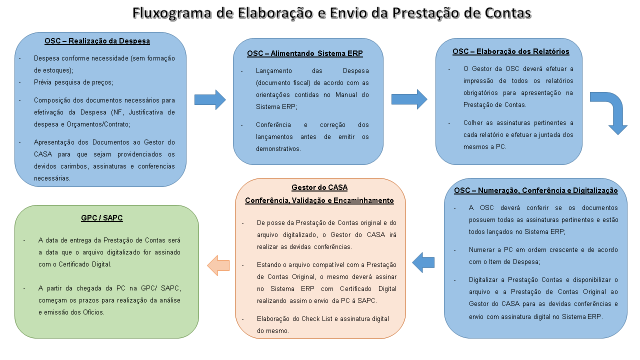 Fluxograma de Elaboração e Envio da Prestação de Contas
OSC – Realização da Despesa
- Despesa conforme necessidade (sem formação
de estoques);
- Prévia pesquisa de preços;
- Composição dos documentos necessários para
efetivação da Despesa (NF, Justificativa de
despesa e Orçamentos/Contrato;
- Apresentação dos Documentos ao Gestor do
CASA para que sejam providenciados os
devidos carimbos, assinaturas e conferencias
necessárias.
OSC – Alimentando Sistema ERP
- Lançamento das Despesa
(documento fiscal) de acordo com as
orientações contidas no Manual do
Sistema ERP;
- Conferência e correção dos
lançamentos antes de emitir os
demonstrativos.
OSC – Elaboração dos Relatórios
- O Gestor da OSC deverá efetuar a
impressão de todos os relatórios
obrigatórios para apresentação na
Prestação de Contas.
- Colher as assinaturas pertinentes a
cada relatório e efetuar a juntada dos
mesmos a PC.
OSC – Numeração, Conferência e Digitalização
- A OSC deverá conferir se os documentos
possuem todas as assinaturas pertinentes e estão
todos lançados no Sistema ERP;
- Numerar a PC em ordem crescente e de acordo
com o Item de Despesa;
- Digitalizar a Prestação de Contas e disponibilizar o
arquivo e a Prestação de Contas Original ao
Gestor do CASA para as devidas conferências e
envio com assinatura digital no Sistema ERP.
Gestor do CASA
Conferência, Validação e Encaminhamento
- De posse da Prestação de Contas original e do
arquivo digitalizado, o Gestor do CASA irá
realizar as devidas conferências.
- Estando o arquivo compatível com a Prestação
de Contas Original, o mesmo deverá assinar
no Sistema ERP com Certificado Digital
realizando assim o envio da PC à SAPC.
- Elaboração do Check List e assinatura digital
do mesmo.
GPC / SAPC
- A data de entrega da Prestação de Contas será
a data que o arquivo digitalizado for assinado
com o Certificado Digital.
- A partir da chegada da PC na GPC/ SAPC,
começam os prazos para realização da análise
e emissão dos Ofícios.